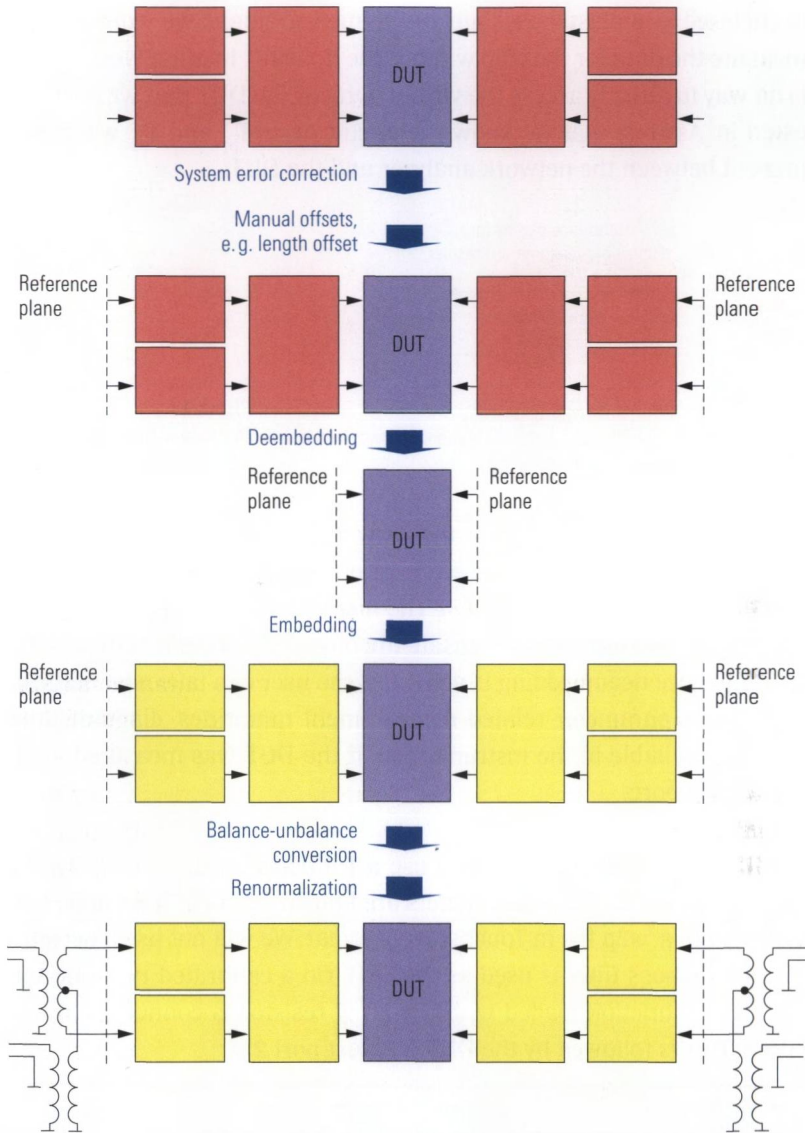 DUT
System error correction
Manual offsets,
e. g. length offset
Reference
plane
DUT
Reference
plane
Deembedding
Reference
plane
DUT
Reference
plane
Embedding
Reference
plane
DUT
Reference
plane
Balance-unbalance
conversion
Renormalization
DUT